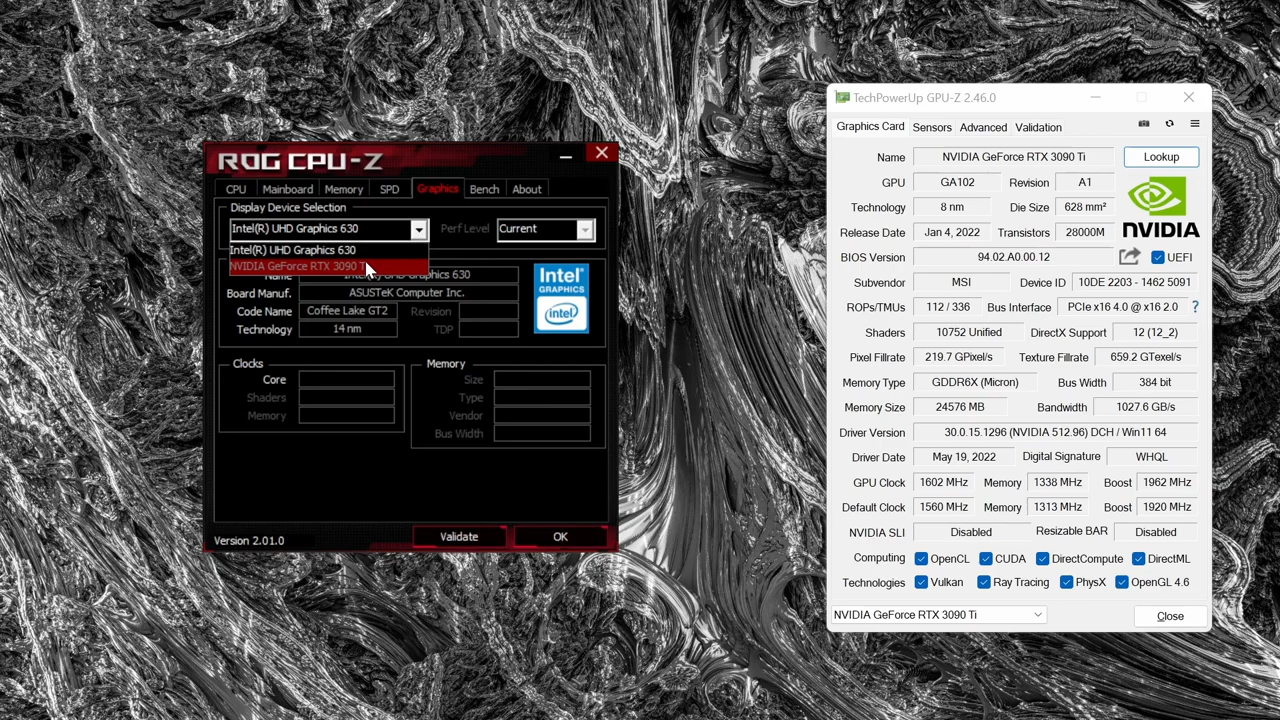 ROG CPU-Z
CPU Mainboard Memory SPD Graphics Bench About
Display Device Selection
Intel(R) UHD Graphics 630 Perf Level Current
Intel(R) UHD Graphics 630
NVIDIA GeForce RTX 3090 T
Name Intel(R) UHD Graphics 630
Board Manuf. ASUSTeK Computer Inc.
Code Name Coffee Lake GT2 Revision
Technology 14 nm TDP
intel GRAPHICS
intel
Clocks
Core
Shaders
Memory
Memory
Size
Type
Vendor
Bus Width
Version 2.01.0 Validate OK
TechPowerUp GPU-Z 2.46.0
Graphics Card Sensors Advanced Validation
Name NVIDIA GeForce RTX 3090 Ti Lookup
GPU GA102 Revision A1
Technology 8 nm Die Size 628 mm²
Release Date Jan 4, 2022 Transistors 28000M
NVIDIA
BIOS Version 94.02.A0.00.12 UEFI
Subvendor MSI Device ID 10DE 2203 - 1462 5091
ROPs/TMUs 112 / 336 Bus Interface PCIe x16 4.0 @ x16 2.0 ?
Shaders 10752 Unified DirectX Support 12 (12_2)
Pixel Fillrate 219.7 GPixel/s Texture Fillrate 659.2 GTexel/s
Memory Type GDDR6X (Micron) Bus Width 384 bit
Memory Size 24576 MB Bandwidth 1027.6 GB/s
Driver Version 30.0.15.1296 (NVIDIA 512.96) DCH / Win11 64
Driver Date May 19, 2022 Digital Signature WHQL
GPU Clock 1602 MHz Memory 1338 MHz Boost 1962 MHz
Default Clock 1560 MHz Memory 1313 MHz Boost 1920 MHz
NVIDIA SLI Disabled Resizable BAR Disabled
Computing OpenCL CUDA DirectCompute DirectML
Technologies Vulkan Ray Tracing PhysX OpenGL 4.6
NVIDIA GeForce RTX 3090 Ti Close